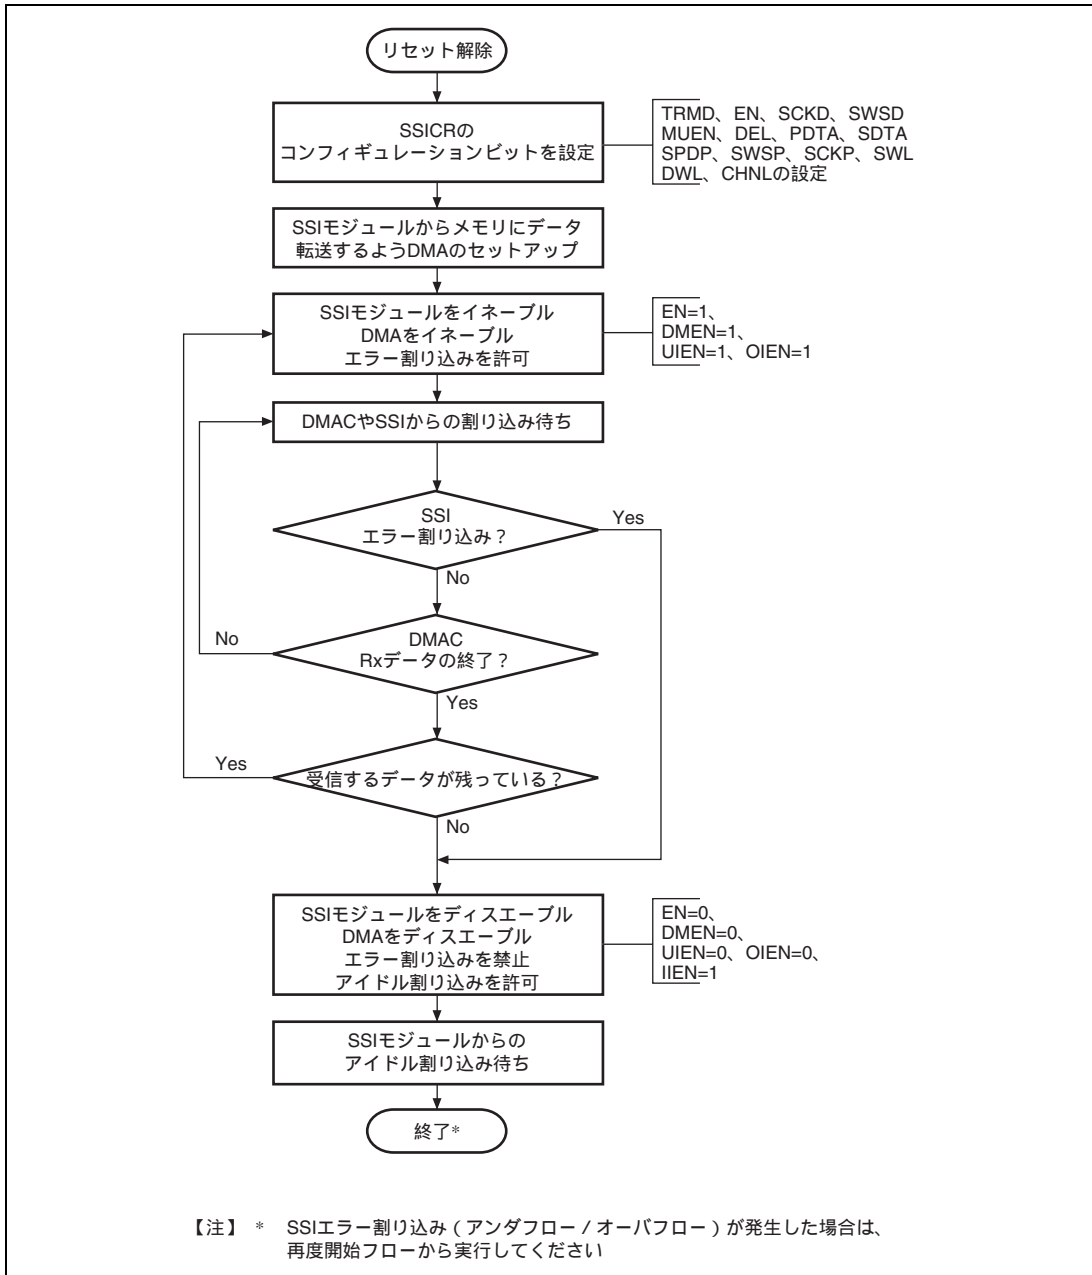 リセット解除
SSICRの
コンフィギュレーションビットを設定
TRMD、EN、SCKD、SWSD
MUEN、DEL、PDTA、SDTA
SPDP、SWSP、SCKP、SWL
DWL、CHNLの設定
SSIモジュールからメモリにデータ
転送するようDMAのセットアップ
SSIモジュールをイネーブル
DMAをイネーブル
エラー割り込みを許可
EN=1、
DMEN=1、
UIEN=1、OIEN=1
DMACやSSIからの割り込み待ち
SSI
エラー割り込み？
Yes
No
DMAC
Rxデータの終了？
No
Yes
受信するデータが残っている？
Yes
No
SSIモジュールをディスエーブル
DMAをディスエーブル
エラー割り込みを禁止
アイドル割り込みを許可
EN=0、
DMEN=0、
UIEN=0、OIEN=0、
IIEN=1
SSIモジュールからの
アイドル割り込み待ち
終了*
【注】 * SSIエラー割り込み（アンダフロー／オーバフロー）が発生した場合は、
再度開始フローから実行してください